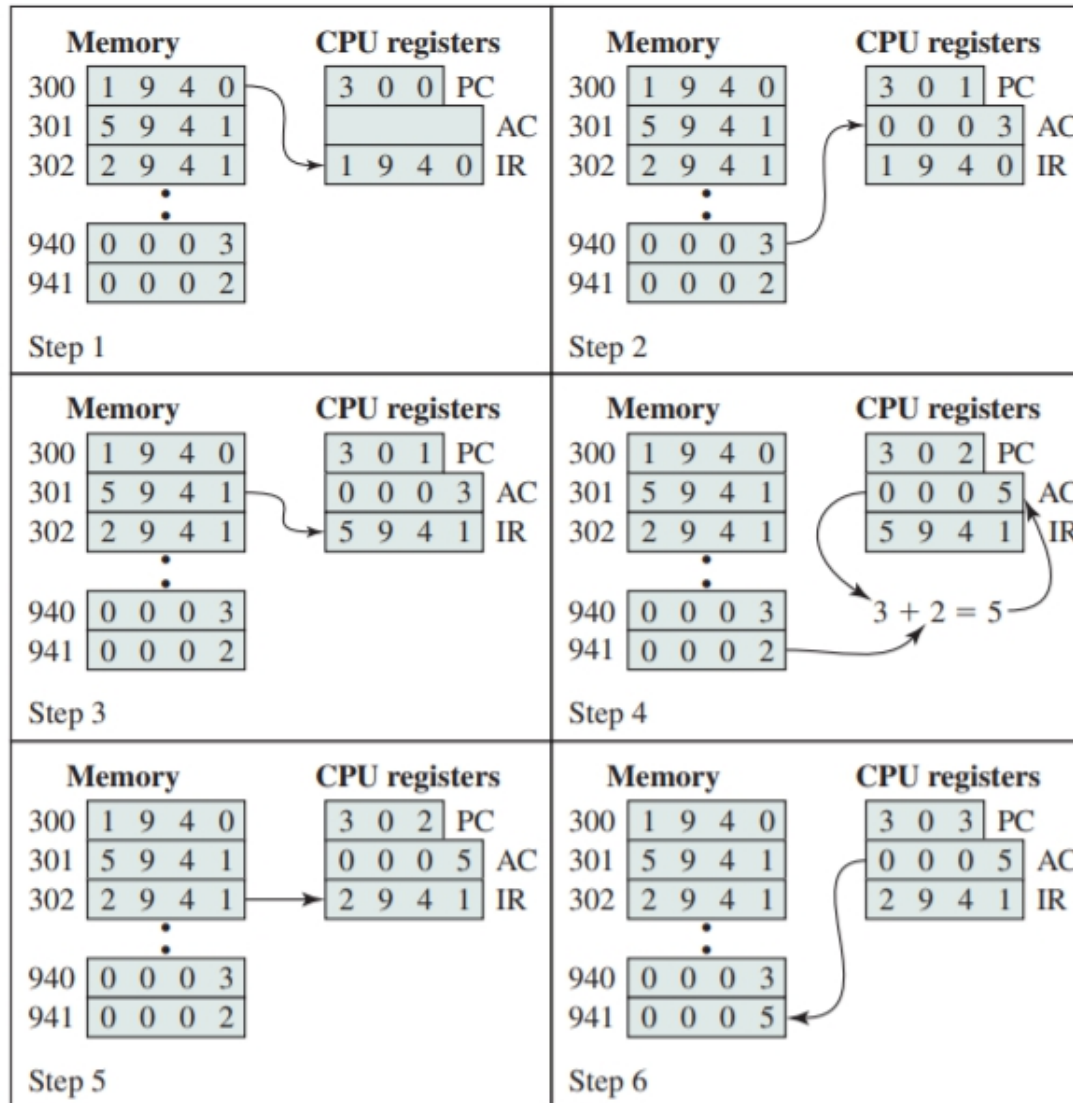 Memory CPU registers
300 1 9 4 0 3 0 0 PC
301 5 9 4 1 AC
302 2 9 4 1 1 9 4 0 IR
940 0 0 0 3
941 0 0 0 2
Step 1
Memory CPU registers
300 1 9 4 0 3 0 1 PC
301 5 9 4 1 0 0 0 3 AC
302 2 9 4 1 1 9 4 0 IR
940 0 0 0 3
941 0 0 0 2
Step 2
Memory CPU registers
300 1 9 4 0 3 0 1 PC
301 5 9 4 1 0 0 0 3 AC
302 2 9 4 1 5 9 4 1 IR
940 0 0 0 3
941 0 0 0 2
Step 3
Memory CPU registers
300 1 9 4 0 3 0 2 PC
301 5 9 4 1 0 0 0 5 AC
302 2 9 4 1 5 9 4 1 IR
940 0 0 0 3 3 + 2 = 5
941 0 0 0 2
Step 4
Memory CPU registers
300 1 9 4 0 3 0 2 PC
301 5 9 4 1 0 0 0 5 AC
302 2 9 4 1 2 9 4 1 IR
940 0 0 0 3
941 0 0 0 2
Step 5
Memory CPU registers
300 1 9 4 0 3 0 3 PC
301 5 9 4 1 0 0 0 5 AC
302 2 9 4 1 2 9 4 1 IR
940 0 0 0 3
941 0 0 0 5
Step 6